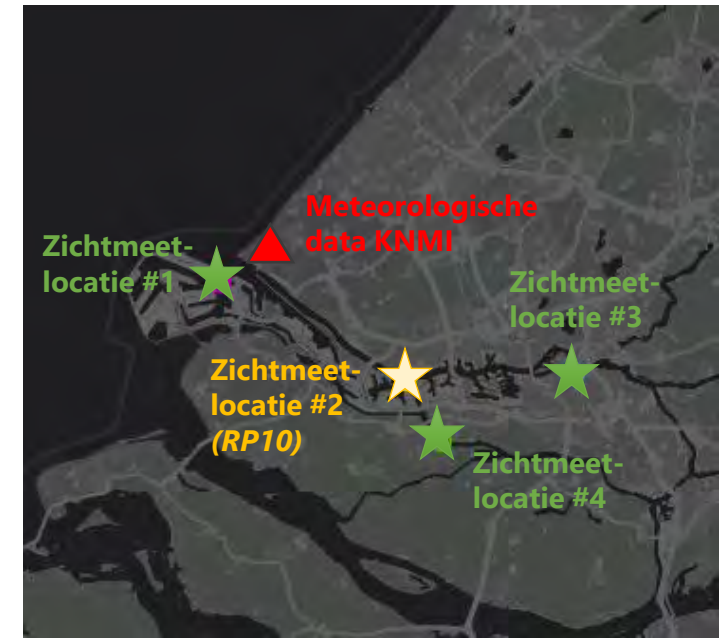 Meteorologische
data KNMI
Zichtmeet-
locatie #1
Zichtmeet-
locatie #3
Zichtmeet-
locatie #2
(RP10)
Zichtmeet-
locatie #4